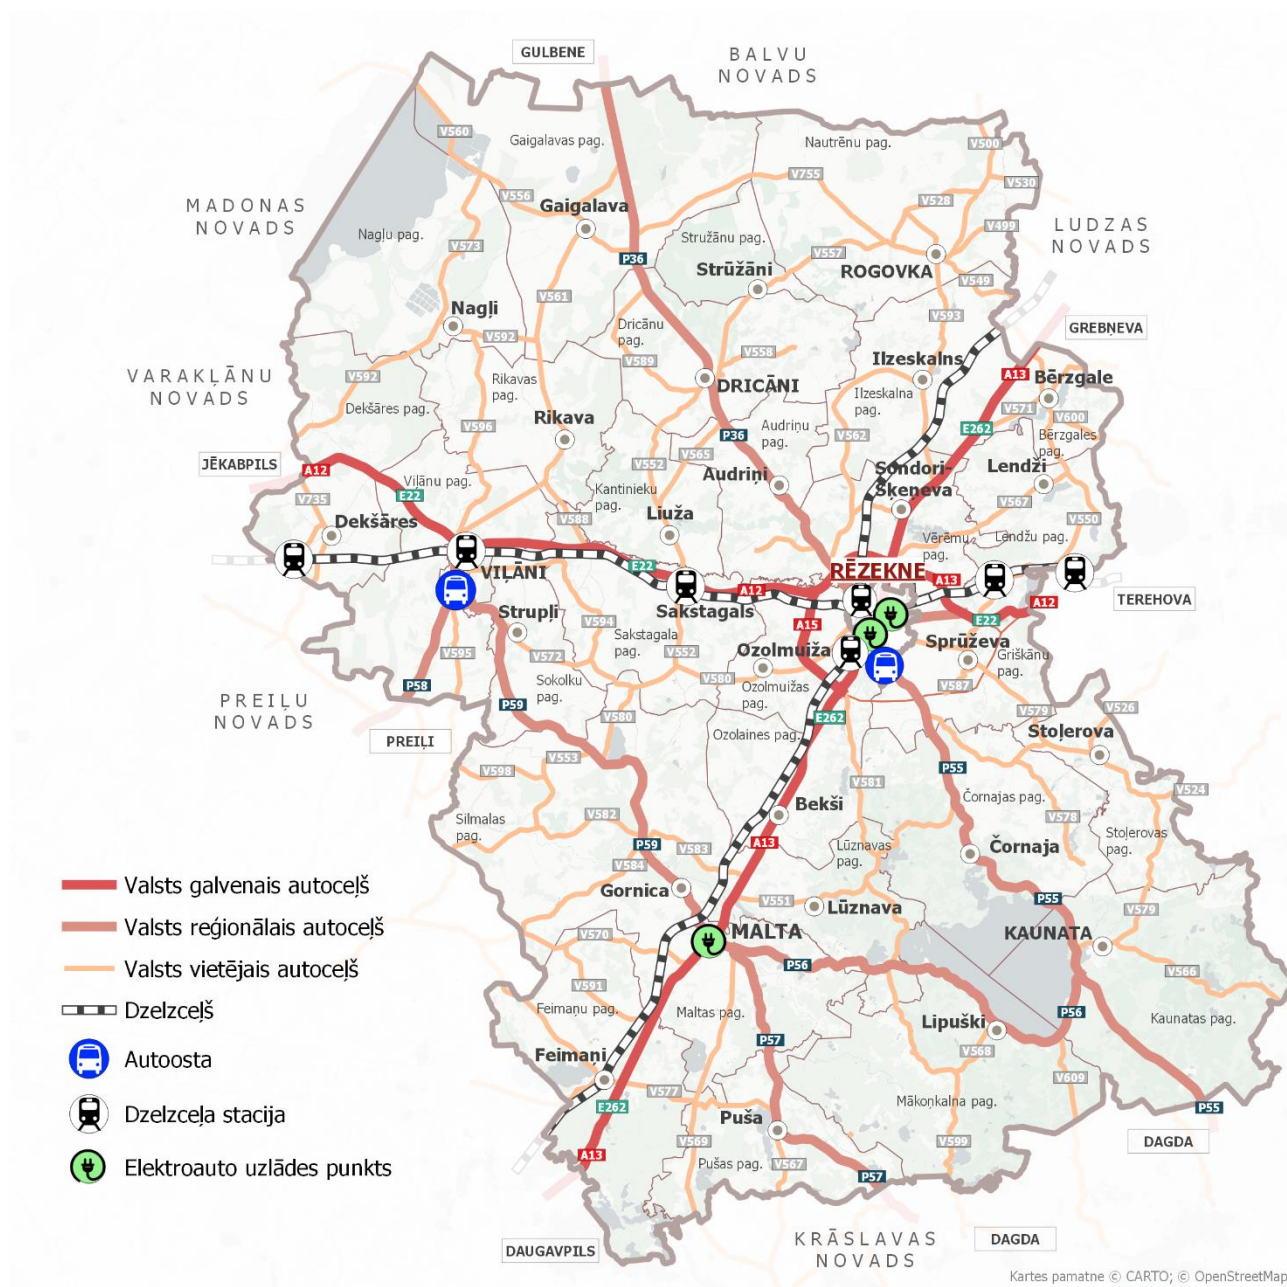 GULBENE
BALVU
NOVADS
V560
Gaigalavas pag.
Nautrēnu pag.
V500
V755
V530
V556
V528
MADONAS
NOVADS
Gaigalava
V499
LUDZAS
NOVADS
Nagļu pag.
V573
Stružānu pag.
V557
P36
Strūžāni
ROGOVKA
V549
V561
Nagļi
V593
Dricānu
pag.
GREBŅEVA
V592
V558
V589
Ilzeskalns
A13
VARAKĻĀNU
NOVADS
V592
Rikavas
pag.
DRICĀNI
Bērzgale
Ilzeskalna
pag.
Dekšāres pag.
V571
V600
Rikava
V596
P36
Audriņu
pag.
V562
E262
Bērzgales
pag.
JĒKABPILS
A12
V565
V552
Audriņi
Sondori-
Skeņeva
Lendži
Viļānu pag.
Kantinieku
pag.
E22
V735
V567
Liuža
V588
V550
Dekšāres
Vērēmu
pag.
Lendžu pag.
VIĻĀNI
E22
RĒZEKNE
A13
A12
TEREHOVA
Strupļi
Sakstagals
A12
A15
E22
V594
Sakstagala
pag.
Ozolmuiža
Sprūževa
V595
V572
V552
Griškānu
pag.
Sokolku
pag.
V580
Ozolmuižas
pag.
V587
P58
P59
PREIĻU
NOVADS
V580
E262
V579
V526
PREIĻI
Ozolaines pag.
Stoļerova
V553
V598
P55
V581
V524
Čornajas pag.
Silmalas
pag.
V582
Bekši
V578
Stoļerovas
pag.
P59
A13
V583
Lūznavas
pag.
Čornaja
V584
Valsts galvenais autoceļš
Gornica
V551
Lūznava
P55
V579
Valsts reģionālais autoceļš
V570
MALTA
KAUNATA
Valsts vietējais autoceļš
P56
V566
V591
Dzelzceļš
Feimaņu pag.
Maltas pag.
P56
Kaunatas pag.
Lipuški
P57
Autoosta
Feimaņi
V568
V577
V609
E262
Mākoņkalna pag.
P55
Dzelzceļa stacija
Puša
V569
V599
DAGDA
A13
Elektroauto uzlādes punkts
Pušas pag.
V567
P57
DAUGAVPILS
KRĀSLAVAS
NOVADS
DAGDA
Kartes pamatne © CARTO; © OpenStreetMap